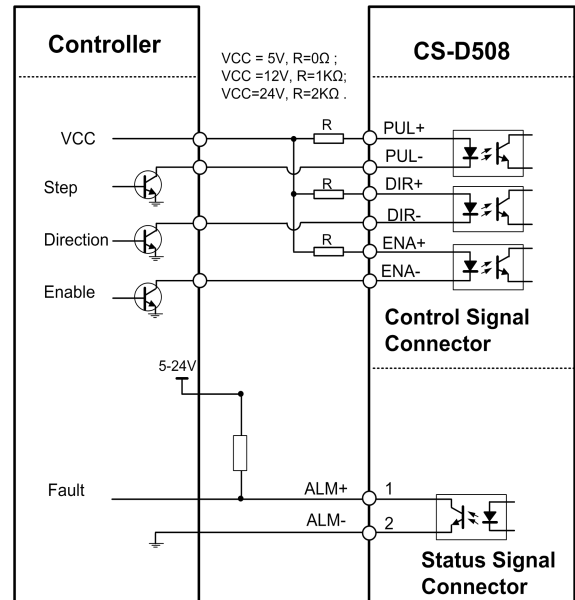 Controller
VCC = 5V, R=0Ω ;
VCC =12V, R=1KΩ;
VCC=24V, R=2KΩ .
CS-D508
VCC
R
PUL+
PUL-
Step
R
DIR+
DIR-
Direction
R
ENA+
ENA-
Enable
Control Signal
Connector
5-24V
Fault
ALM+
1
ALM-
2
Status Signal
Connector